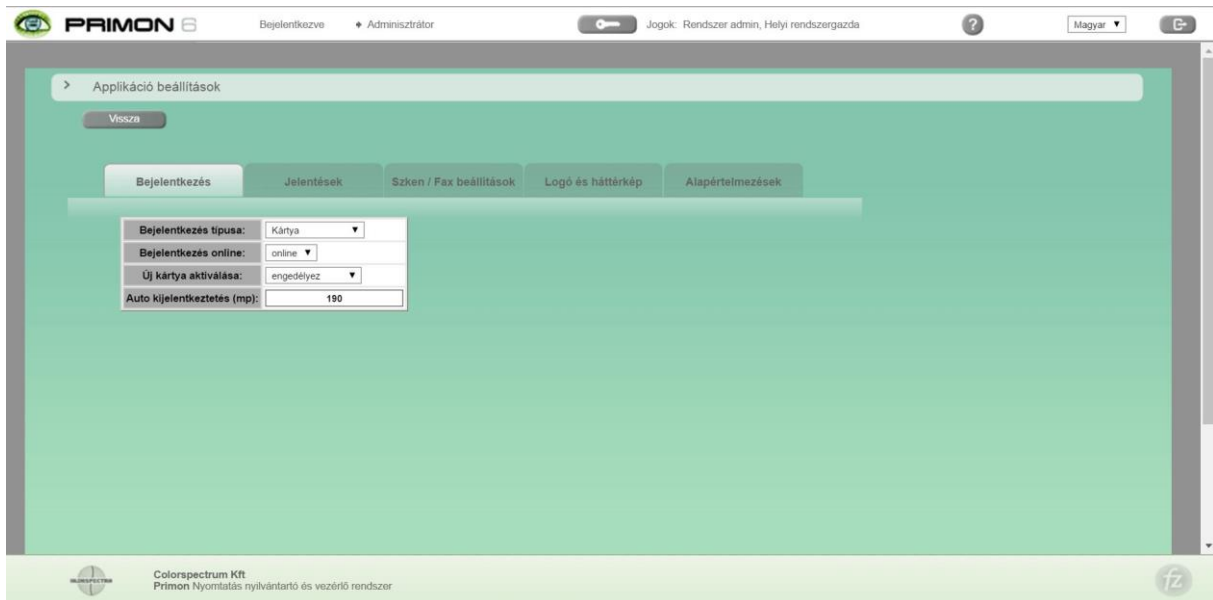 PRIMON 6 Bejelentkezve Adminisztrátor Jogok: Rendszer admin, Helyi rendszergazda ? Magyar
Applikáció beállítások
Vissza
Bejelentkezés Jelentések Szken / Fax beállítások Logó és háttérkép Alapértelmezések
Bejelentkezés típusa: Kártya
Bejelentkezés online: online
Új kártya aktiválása: engedélyez
Auto kijelentkeztetés (mp): 190
COLORSPECTRUM
Colorspectrum Kft
Primon Nyomtatás nyilvántartó és vezérlő rendszer
fz